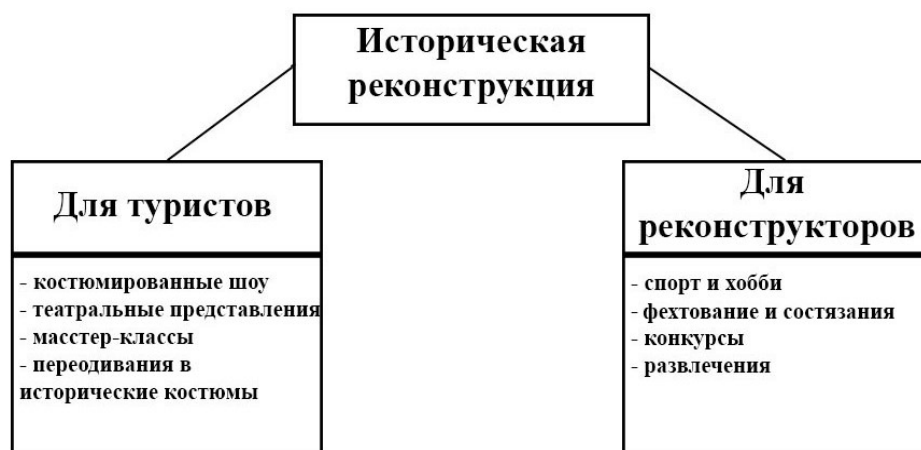 Историческая
реконструкция
Для туристов
- костюмированные шоу
- театральные представления
- масстер-классы
- переодивания в
исторические костюмы
Для
реконструкторов
- спорт и хобби
- фехтование и состязания
- конкурсы
- развлечения